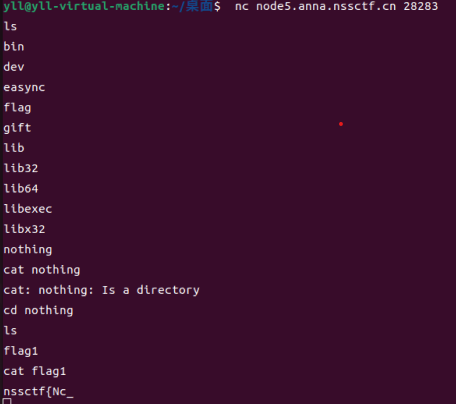 yll@yll-virtual-machine:~/桌面$  nc node5.anna.nssctf.cn 28283
ls
bin
dev
easync
flag
gift
lib
lib32
lib64
libexec
libx32
nothing
cat nothing
cat: nothing: Is a directory
cd nothing
ls
flag1
cat flag1
nssctf{Nc_